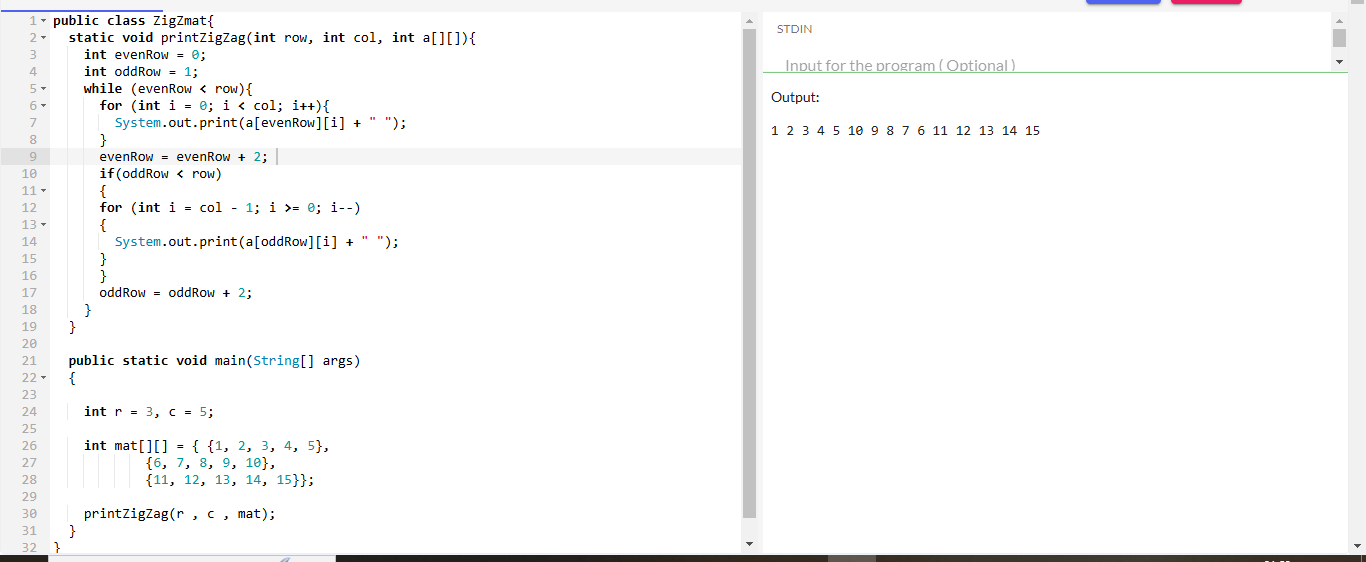 1 public class ZigZmat{
2 static void printZigZag(int row, int col, int a[][]){
3 int evenRow = 0;
4 int oddRow = 1;
5 while (evenRow < row){
6 for (int i = 0; i < col; i++){
7 System.out.print(a[evenRow][i] + " ");
8 }
9 evenRow = evenRow + 2;
10 if(oddRow < row)
11 {
12 for (int i = col - 1; i >= 0; i--)
13 {
14 System.out.print(a[oddRow][i] + " ");
15 }
16 }
17 oddRow = oddRow + 2;
18 }
19 }
20
21 public static void main(String[] args)
22 {
23
24 int r = 3, c = 5;
25
26 int mat[][] = { {1, 2, 3, 4, 5},
27 {6, 7, 8, 9, 10},
28 {11, 12, 13, 14, 15}};
29
30 printZigZag(r , c , mat);
31 }
32 }
STDIN
Input for the program ( Optional )
Output:
1 2 3 4 5 10 9 8 7 6 11 12 13 14 15